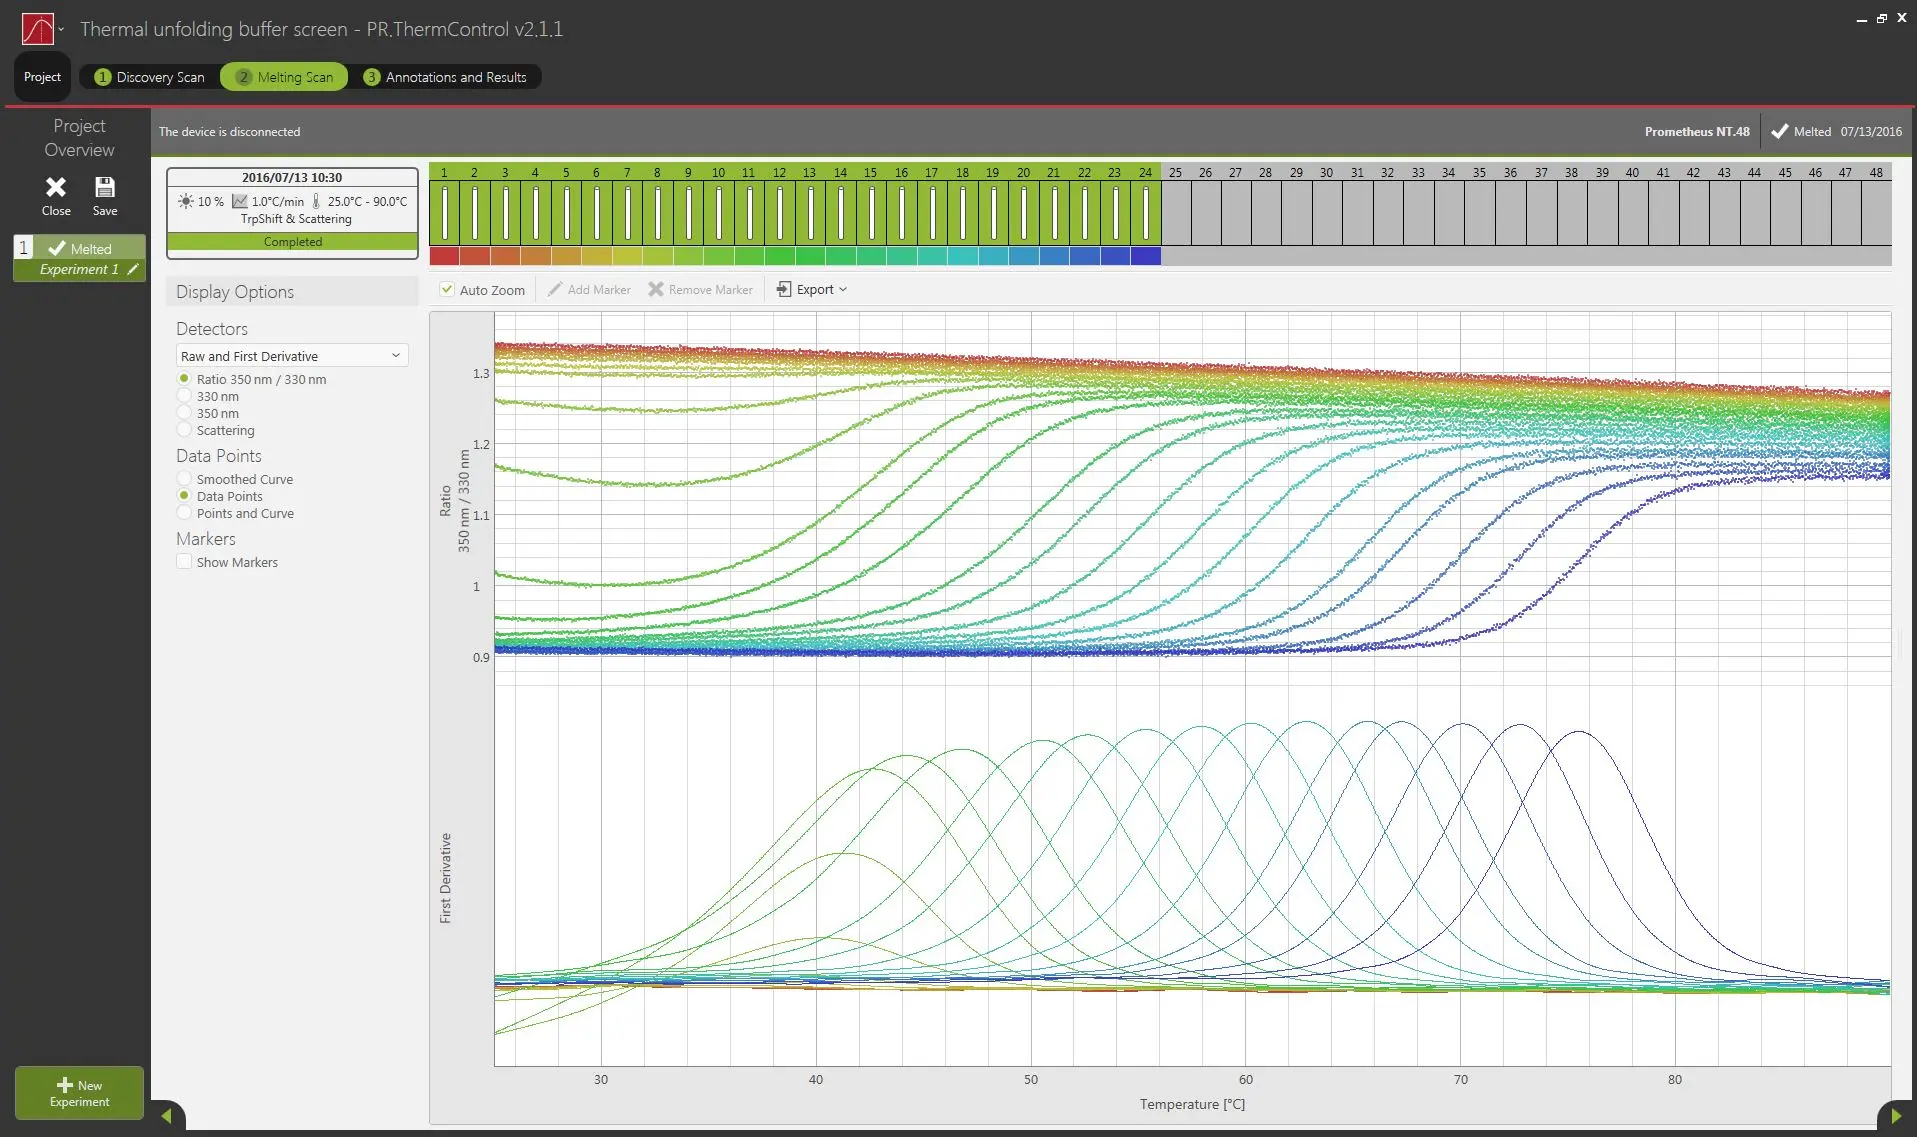 Thermal unfolding buffer screen - PR.ThermControl v2.1.1
Project
1 Discovery Scan
2 Melting Scan
3 Annotations and Results
Project
Overview
The device is disconnected
Prometheus NT.48
Melted 07/13/2016
Close
Save
1 Melted
Experiment 1
2016/07/13 10:30
10 % 1.0°C/min 25.0°C - 90.0°C
TrpShift & Scattering
Completed
1 2 3 4 5 6 7 8 9 10 11 12 13 14 15 16 17 18 19 20 21 22 23 24 25 26 27 28 29 30 31 32 33 34 35 36 37 38 39 40 41 42 43 44 45 46 47 48
Display Options
Detectors
Raw and First Derivative
Ratio 350 nm / 330 nm
330 nm
350 nm
Scattering
Data Points
Smoothed Curve
Data Points
Points and Curve
Markers
Show Markers
Auto Zoom
Add Marker
Remove Marker
Export
1.3
1.2
1.1
1
0.9
Ratio
350 nm / 330 nm
First Derivative
30 40 50 60 70 80
Temperature [°C]
New
Experiment